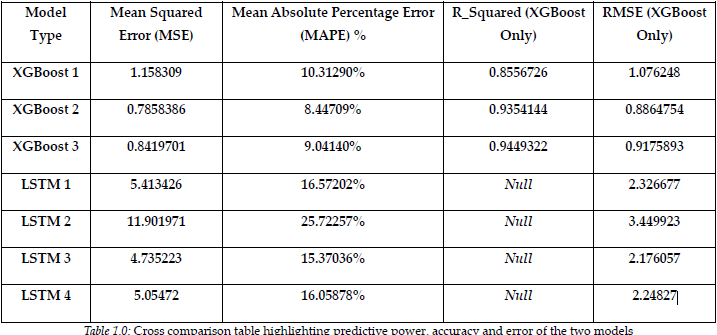 Model Type | Mean Squared Error (MSE) | Mean Absolute Percentage Error (MAPE) % | R_Squared (XGBoost Only) | RMSE (XGBoost Only)
XGBoost 1 | 1.158309 | 10.31290% | 0.8556726 | 1.076248
XGBoost 2 | 0.7858386 | 8.44709% | 0.9354144 | 0.8864754
XGBoost 3 | 0.8419701 | 9.04140% | 0.9449322 | 0.9175893
LSTM 1 | 5.413426 | 16.57202% | Null | 2.326677
LSTM 2 | 11.901971 | 25.72257% | Null | 3.449923
LSTM 3 | 4.735223 | 15.37036% | Null | 2.176057
LSTM 4 | 5.05472 | 16.05878% | Null | 2.24827
Table 1.0: Cross comparison table highlighting predictive power, accuracy and error of the two models